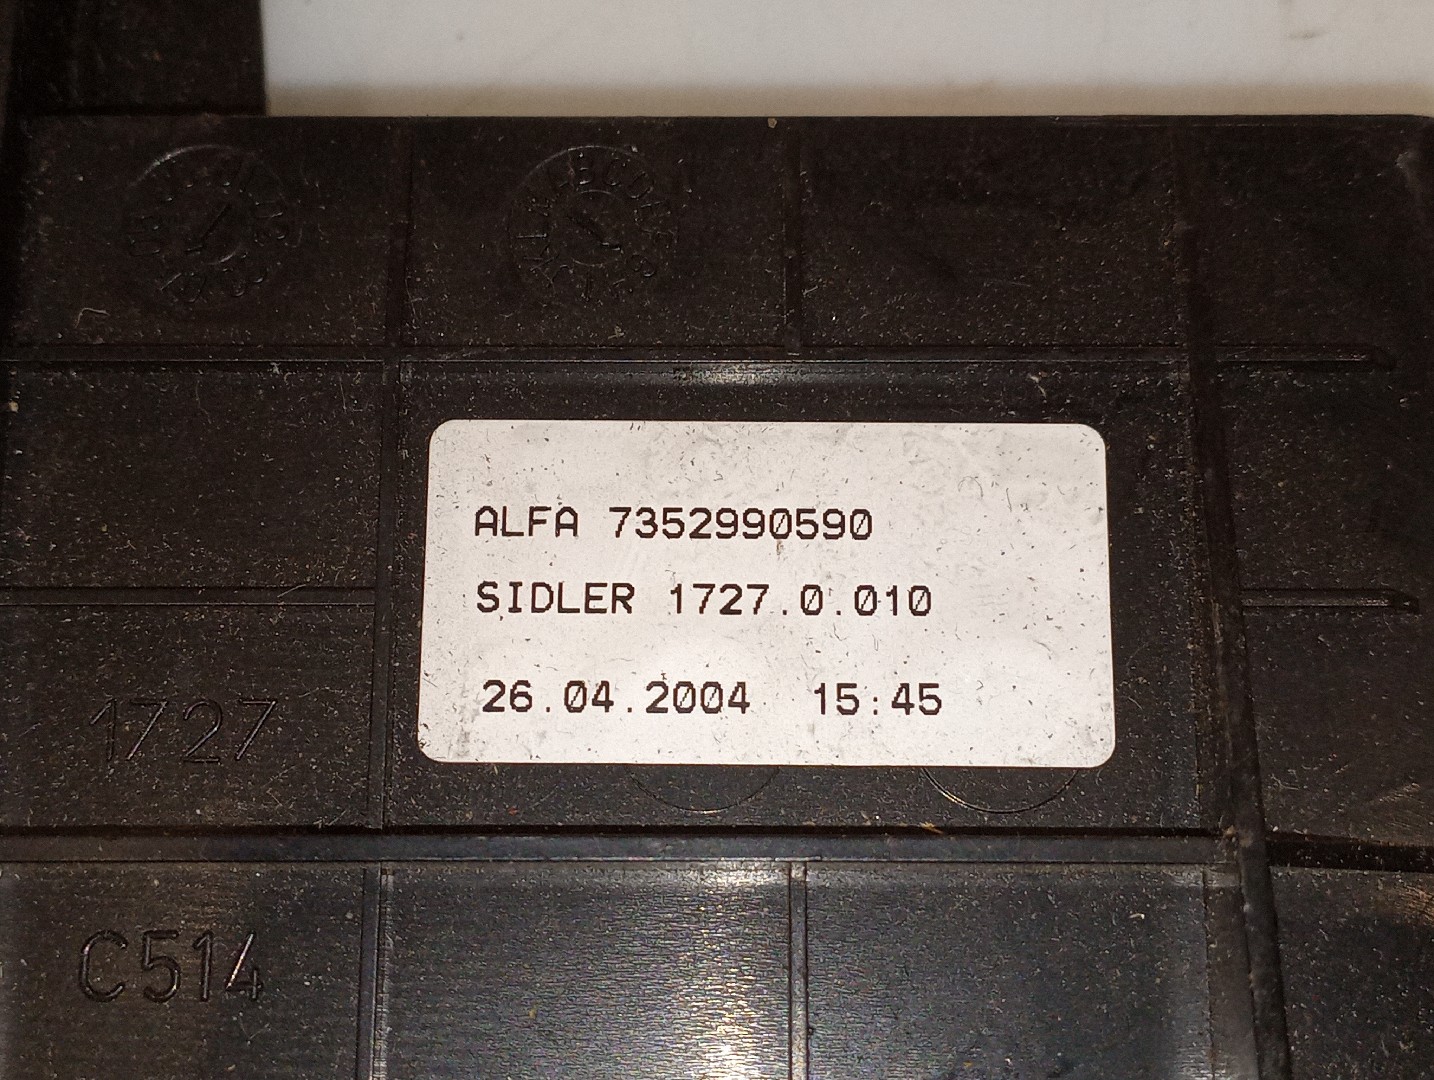 ALFA 7352990590
SIDLER 1727.0.010
26.04.2004 15:45
1727
C514